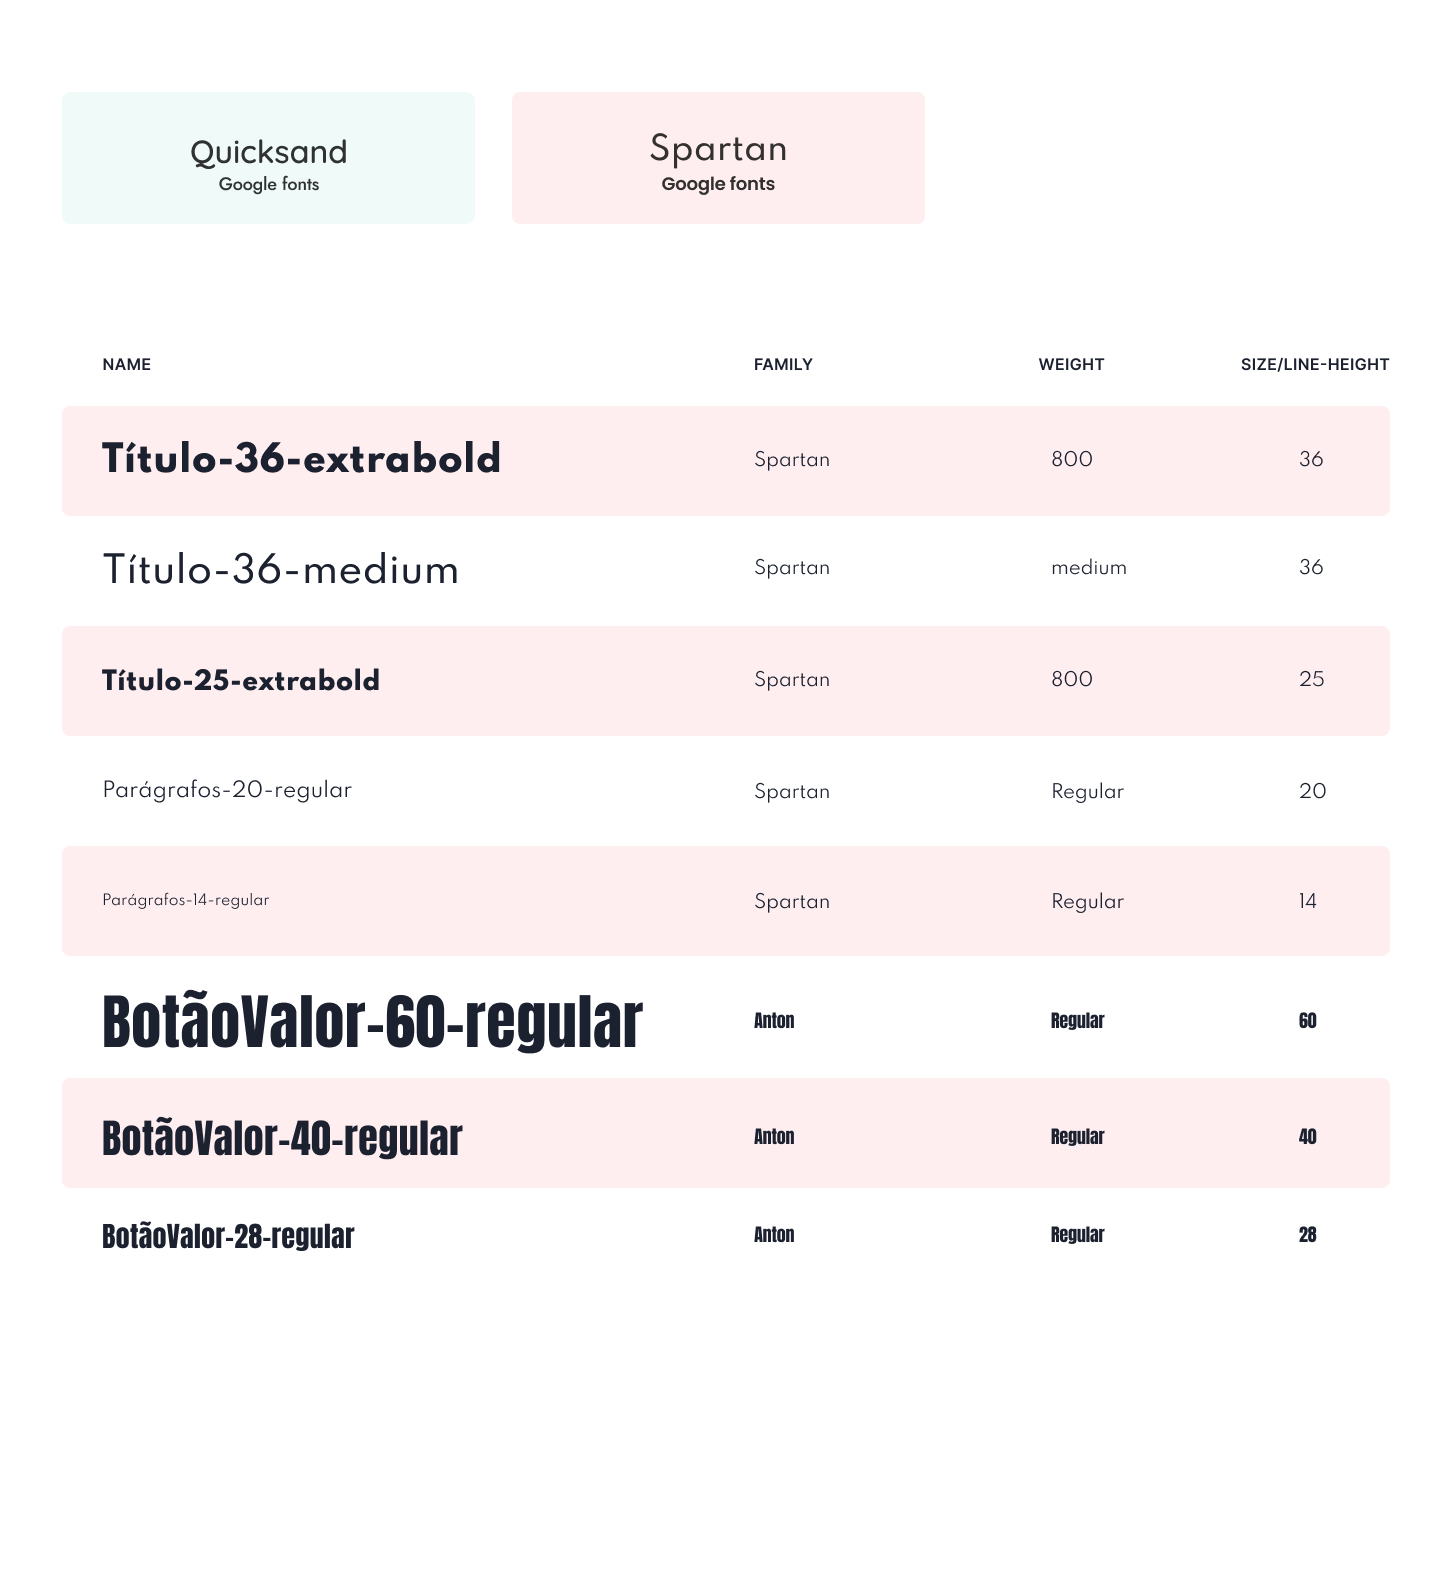 Quicksand
Google fonts
Spartan
Google fonts
NAME FAMILY WEIGHT SIZE/LINE-HEIGHT
Título-36-extrabold Spartan 800 36
Título-36-medium Spartan medium 36
Título-25-extrabold Spartan 800 25
Parágrafos-20-regular Spartan Regular 20
Parágrafos-14-regular Spartan Regular 14
BotãoValor-60-regular Anton Regular 60
BotãoValor-40-regular Anton Regular 40
BotãoValor-28-regular Anton Regular 28